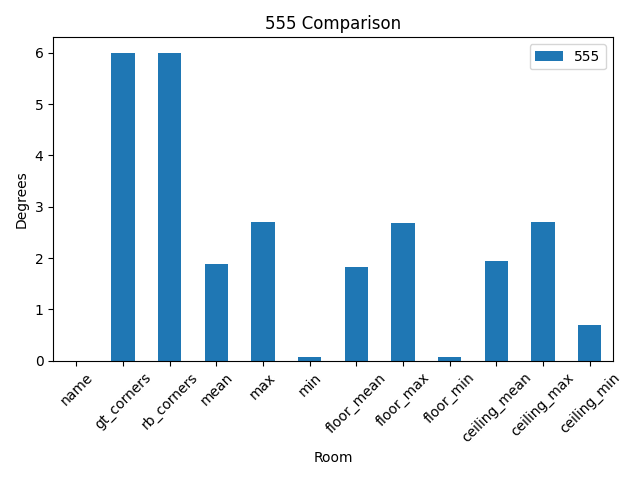 555 Comparison
555
Degrees
6
5
4
3
2
1
0
name
gt_corners
rb_corners
mean
max
min
floor_mean
floor_max
floor_min
ceiling_mean
ceiling_max
ceiling_min
Room